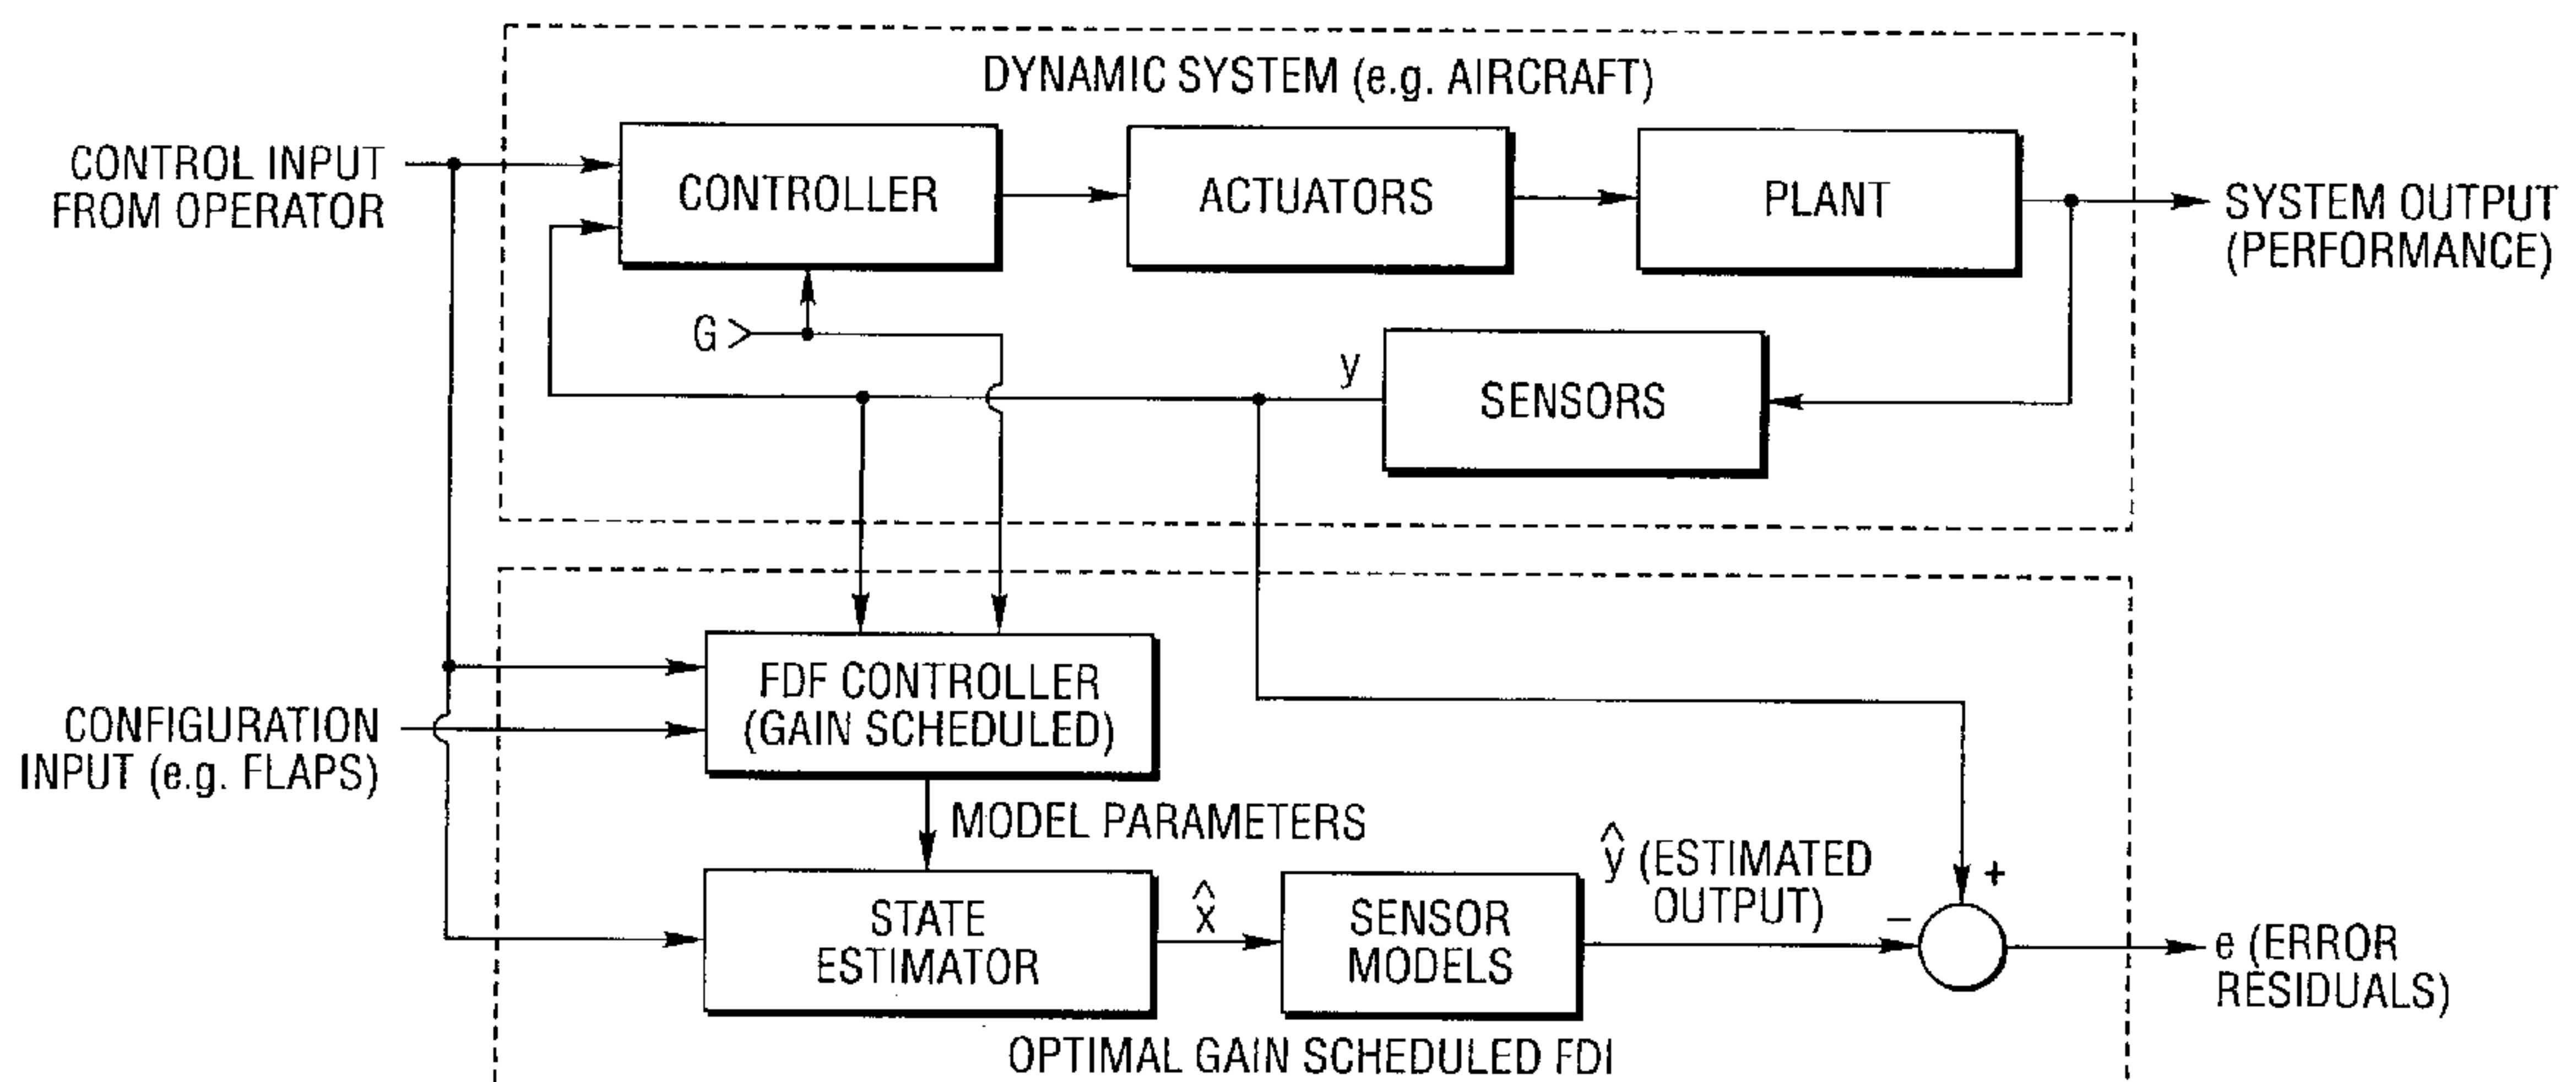 DYNAMIC SYSTEM (e.g. AIRCRAFT)
CONTROL INPUT
FROM OPERATOR
CONTROLLER
ACTUATORS
PLANT
SYSTEM OUTPUT
(PERFORMANCE)
G
y
SENSORS
FDF CONTROLLER
(GAIN SCHEDULED)
CONFIGURATION
INPUT (e.g. FLAPS)
MODEL PARAMETERS
STATE
ESTIMATOR
x̂
SENSOR
MODELS
ŷ (ESTIMATED
OUTPUT)
+
−
e (ERROR
RESIDUALS)
OPTIMAL GAIN SCHEDULED FDI